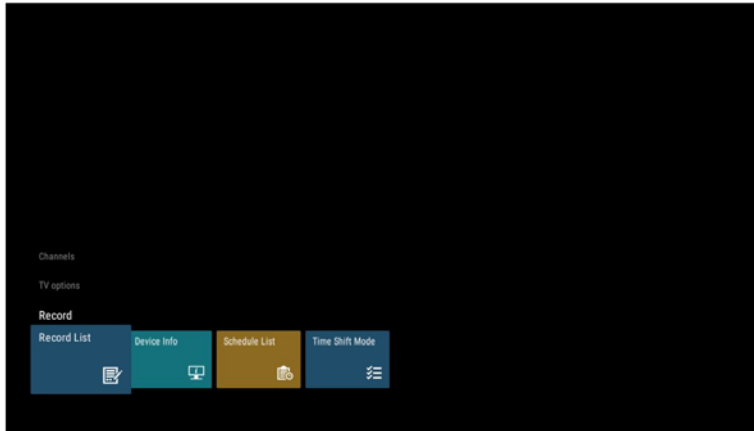 Channels
TV options
Record
Record List
Device Info
Schedule List
Time Shift Mode